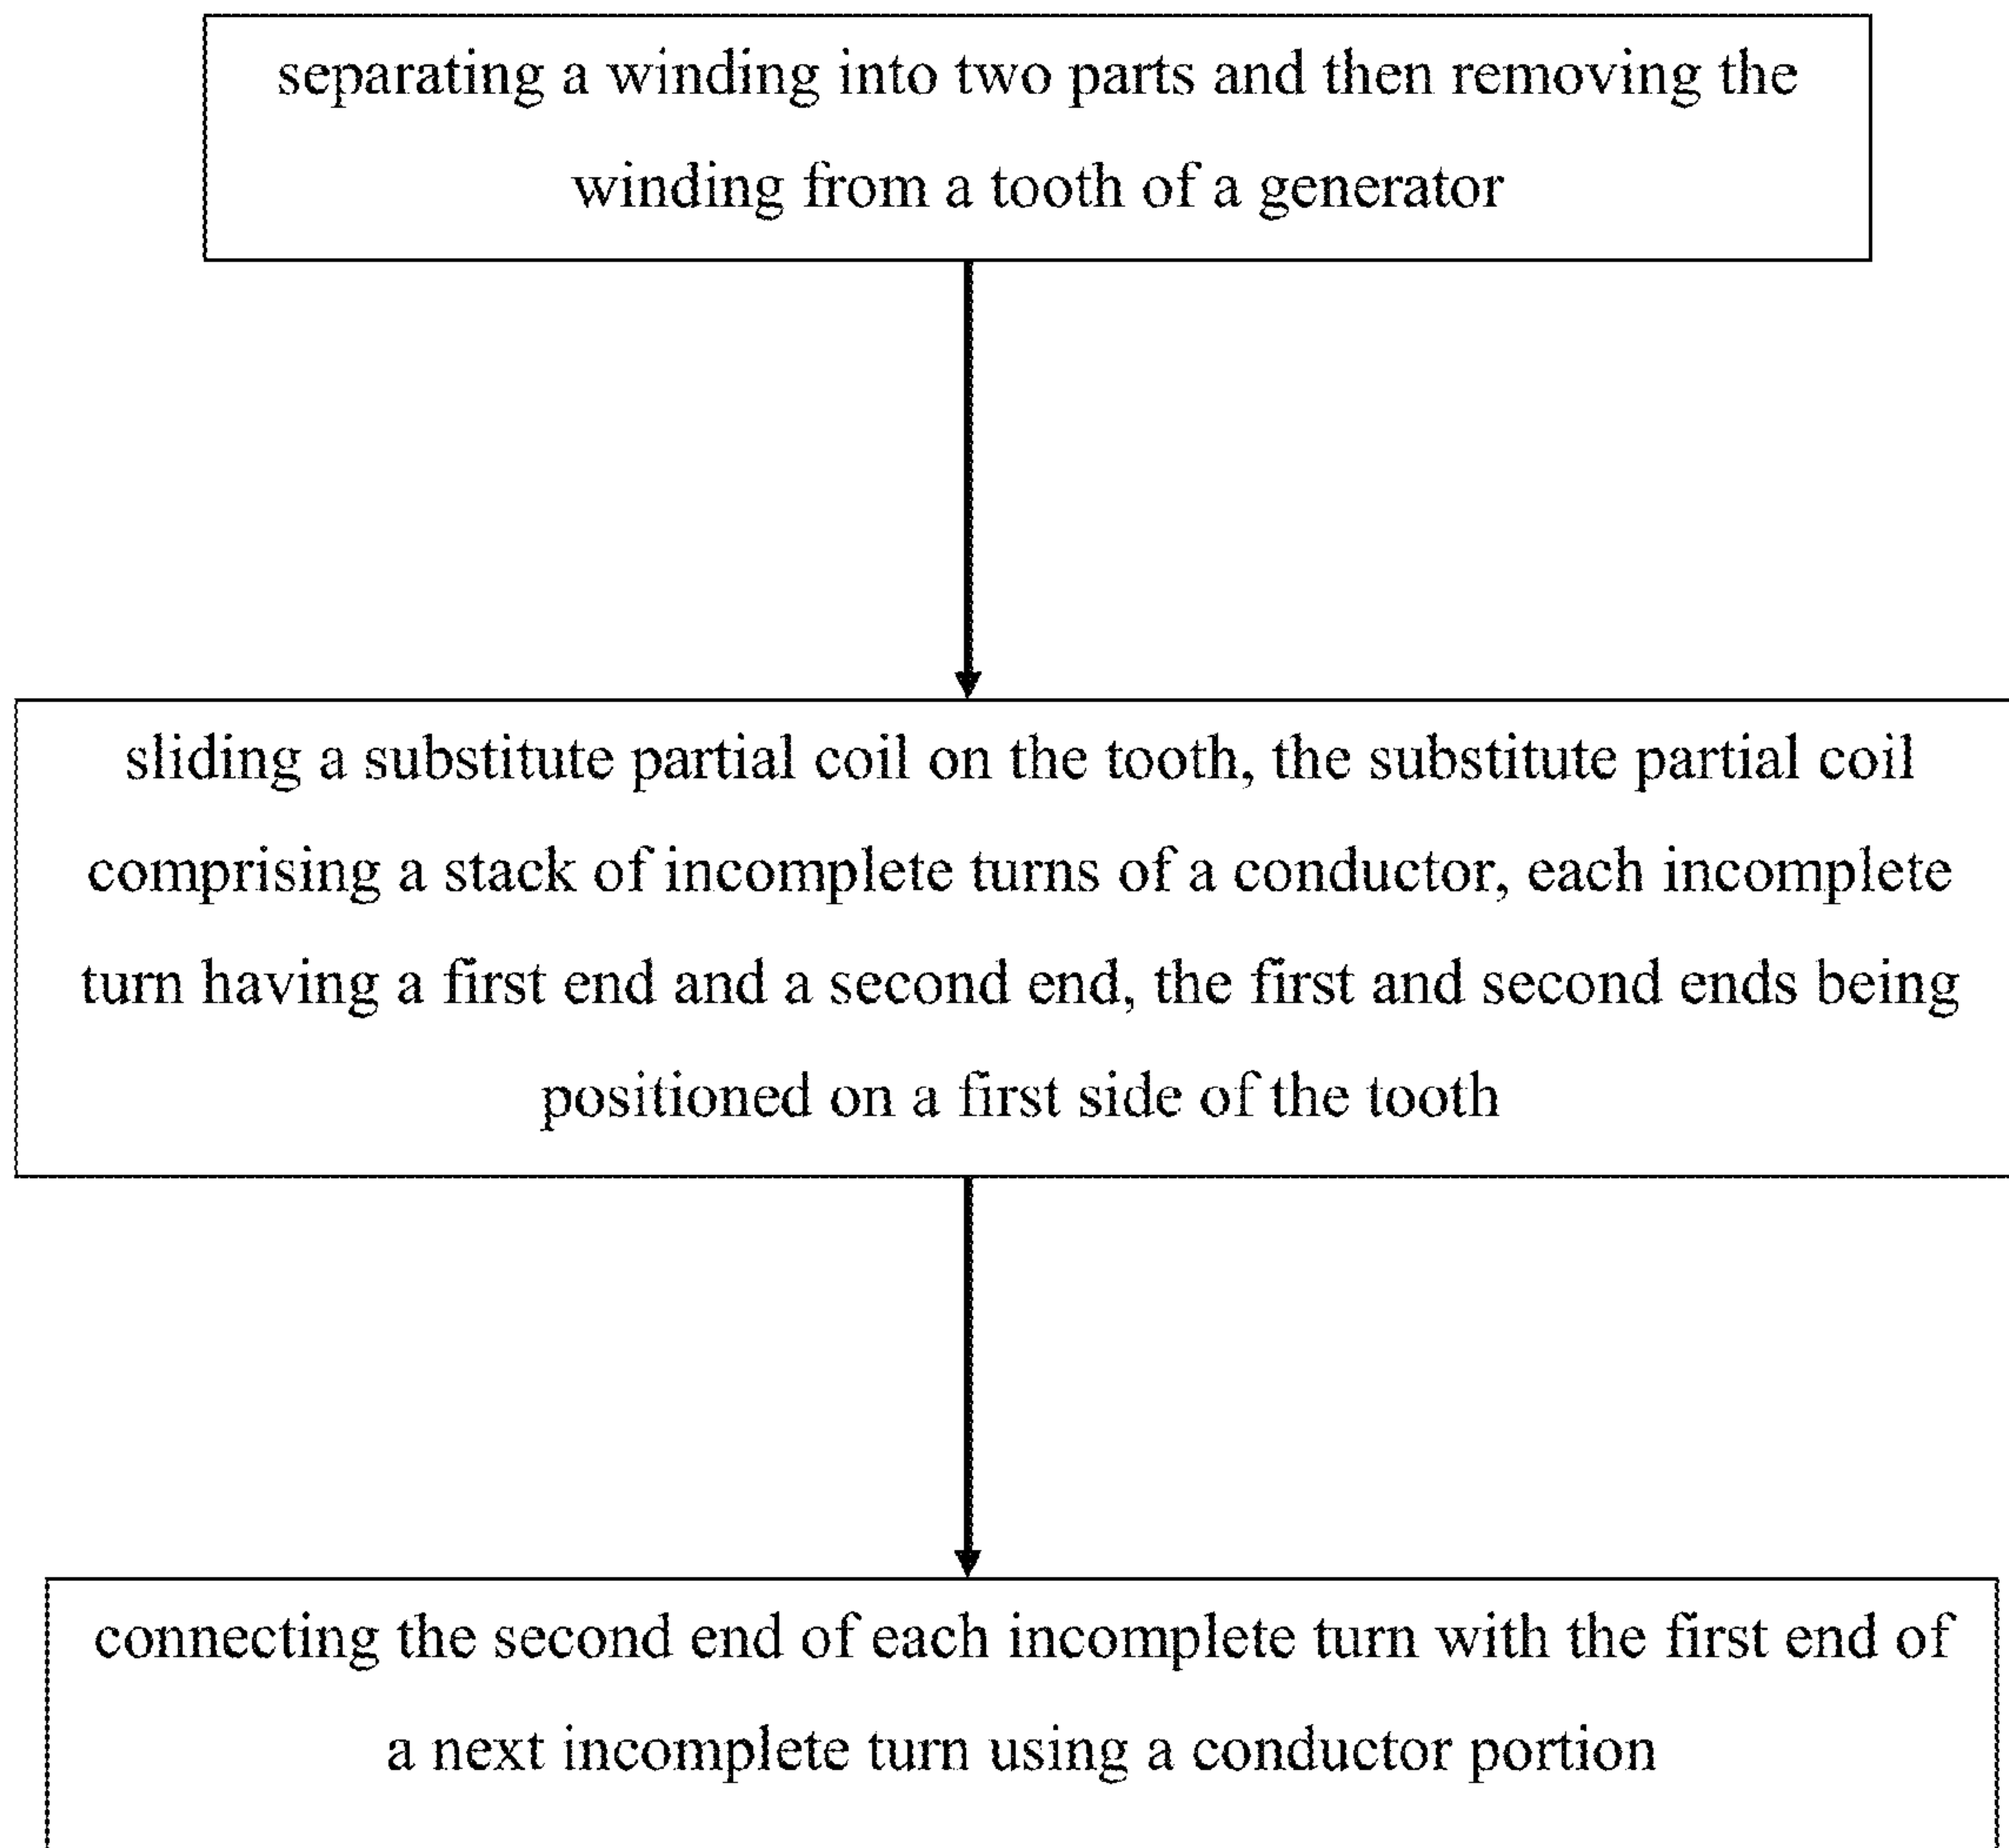 separating a winding into two parts and then removing the
winding from a tooth of a generator
sliding a substitute partial coil on the tooth, the substitute partial coil
comprising a stack of incomplete turns of a conductor, each incomplete
turn having a first end and a second end, the first and second ends being
positioned on a first side of the tooth
connecting the second end of each incomplete turn with the first end of
a next incomplete turn using a conductor portion